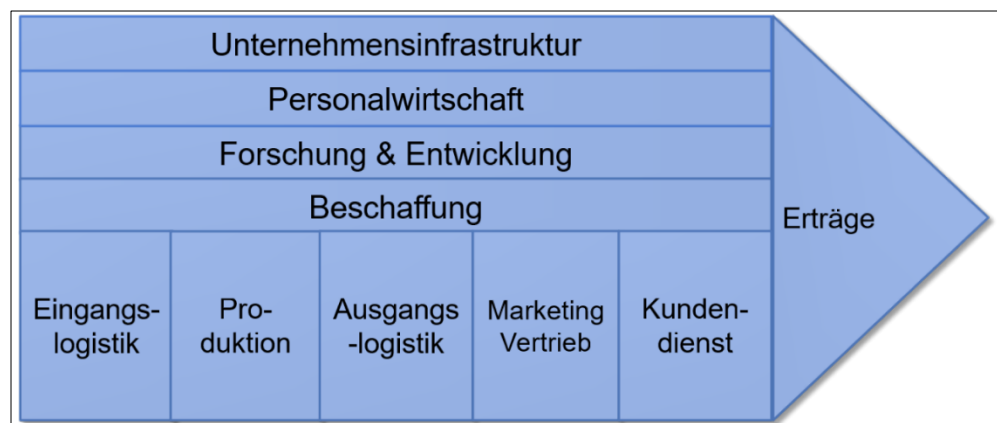 Unternehmensinfrastruktur
Personalwirtschaft
Forschung & Entwicklung
Beschaffung
Erträge
Eingangs-
logistik
Pro-
duktion
Ausgangs
-logistik
Marketing
Vertrieb
Kunden-
dienst